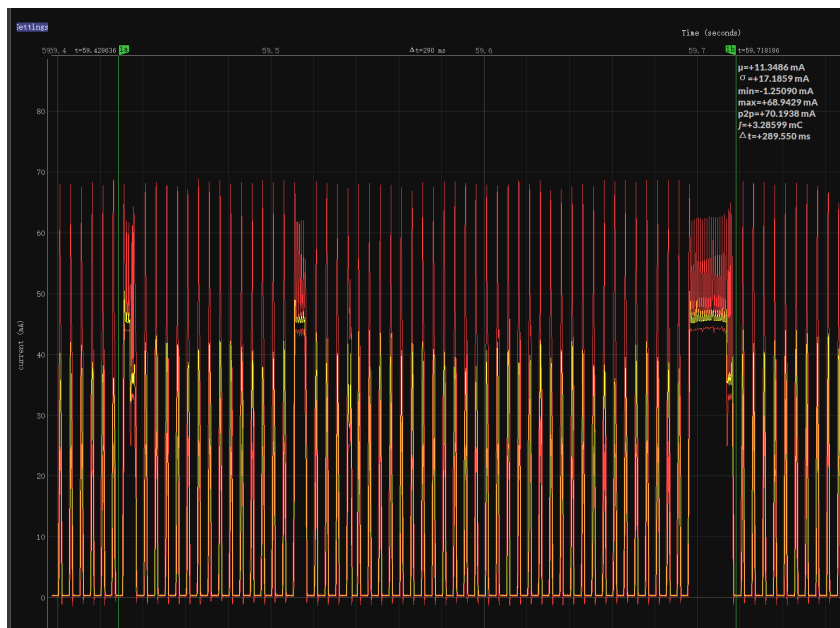 Settings
Time (seconds)
5959.4 t=59.428636 1a 59.5 Δt=290 ms 59.6 59.7 1b t=59.718186
μ=+11.3486 mA
σ=+17.1859 mA
min=-1.25090 mA
max=+68.9429 mA
p2p=+70.1938 mA
∫=+3.28599 mC
Δt=+289.550 ms
80
70
60
50
40
30
20
10
0
current (mA)